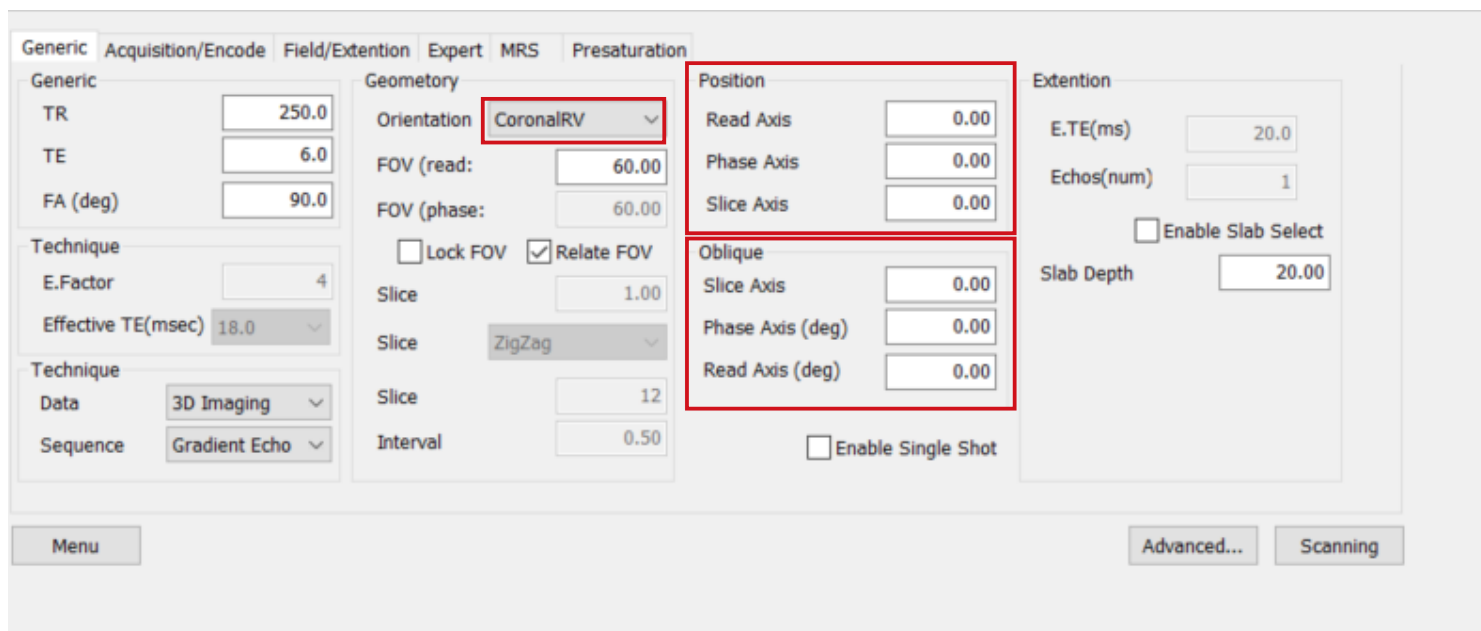 Generic Acquisition/Encode Field/Extention Expert MRS Presaturation
Generic
TR 250.0
TE 6.0
FA (deg) 90.0
Technique
E.Factor 4
Effective TE(msec) 18.0
Technique
Data 3D Imaging
Sequence Gradient Echo
Geometory
Orientation CoronalRV
FOV (read: 60.00
FOV (phase: 60.00
Lock FOV Relate FOV
Slice 1.00
Slice ZigZag
Slice 12
Interval 0.50
Position
Read Axis 0.00
Phase Axis 0.00
Slice Axis 0.00
Oblique
Slice Axis 0.00
Phase Axis (deg) 0.00
Read Axis (deg) 0.00
Enable Single Shot
Extention
E.TE(ms) 20.0
Echos(num) 1
Enable Slab Select
Slab Depth 20.00
Menu Advanced... Scanning